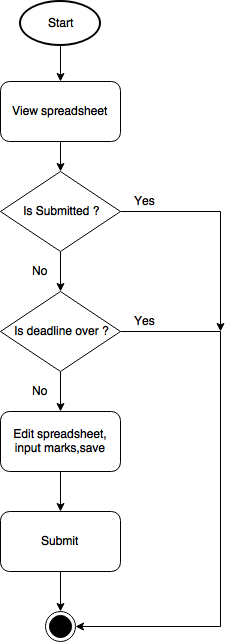 Start
View spreadsheet
Is Submitted ?
Yes
No
Is deadline over ?
Yes
No
Edit spreadsheet,
input marks,save
Submit